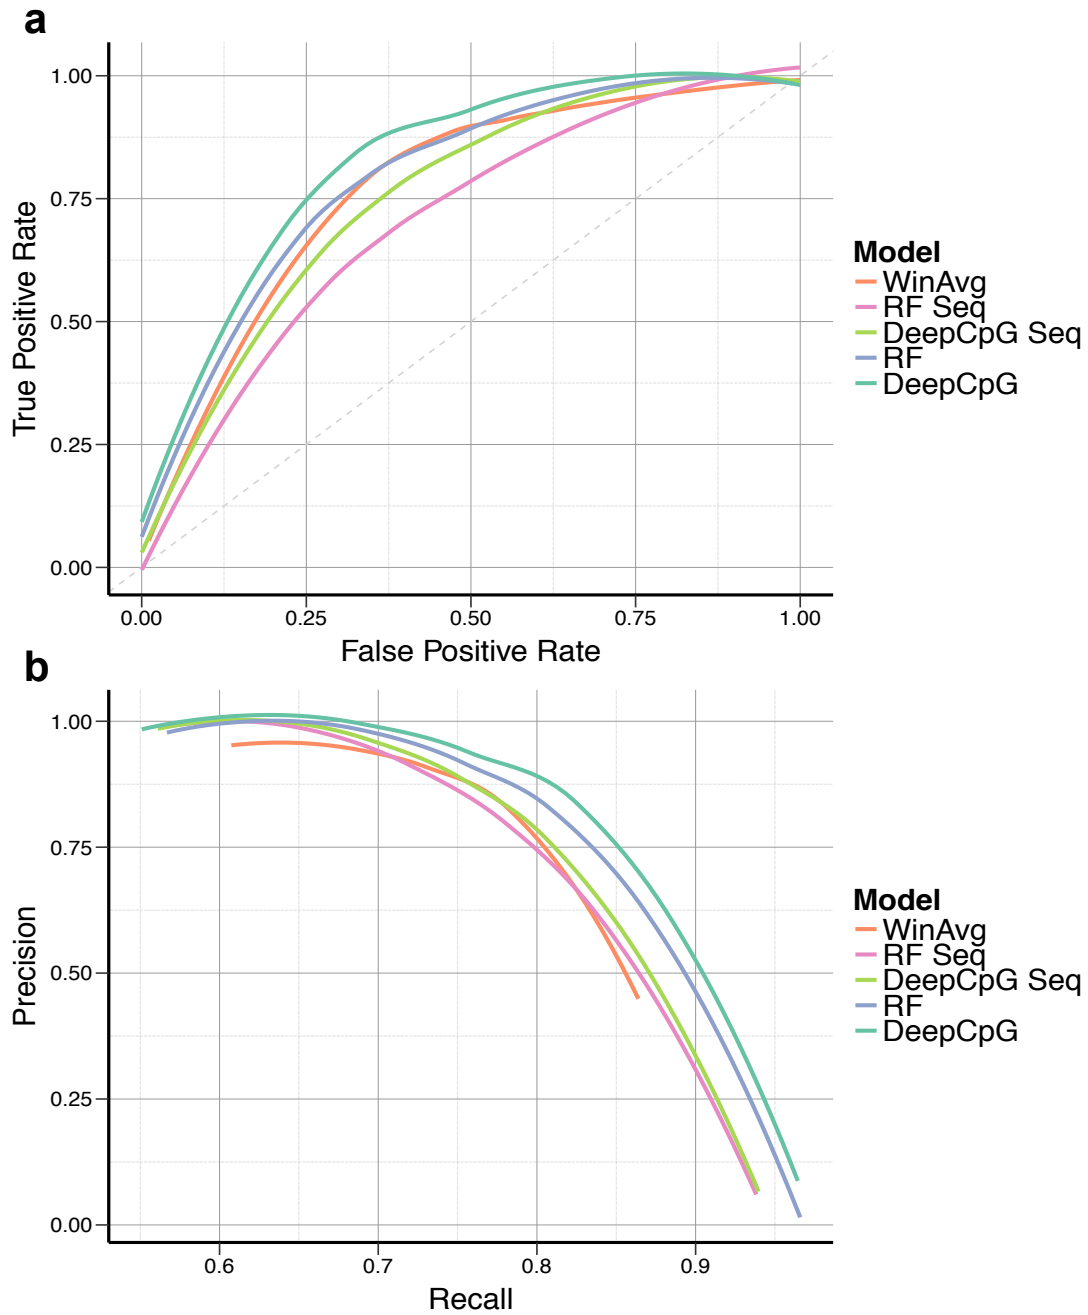 a
1.00
0.75
0.50
0.25
0.00
True Positive Rate
0.00 0.25 0.50 0.75 1.00
False Positive Rate
Model
WinAvg
RF Seq
DeepCpG Seq
RF
DeepCpG
b
1.00
0.75
0.50
0.25
0.00
Precision
0.6 0.7 0.8 0.9
Recall
Model
WinAvg
RF Seq
DeepCpG Seq
RF
DeepCpG